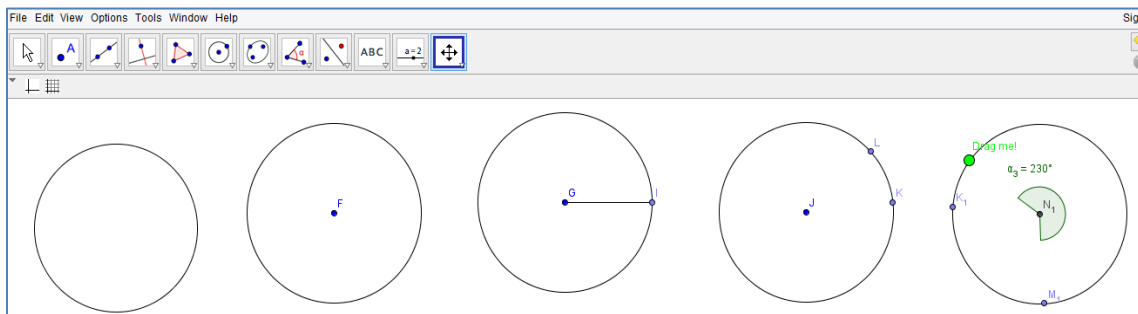 File Edit View Options Tools Window Help Sig
A α ABC a=2
F
G I
J L K
Drag me!
α₃ = 230°
K₁ N₁
M₁